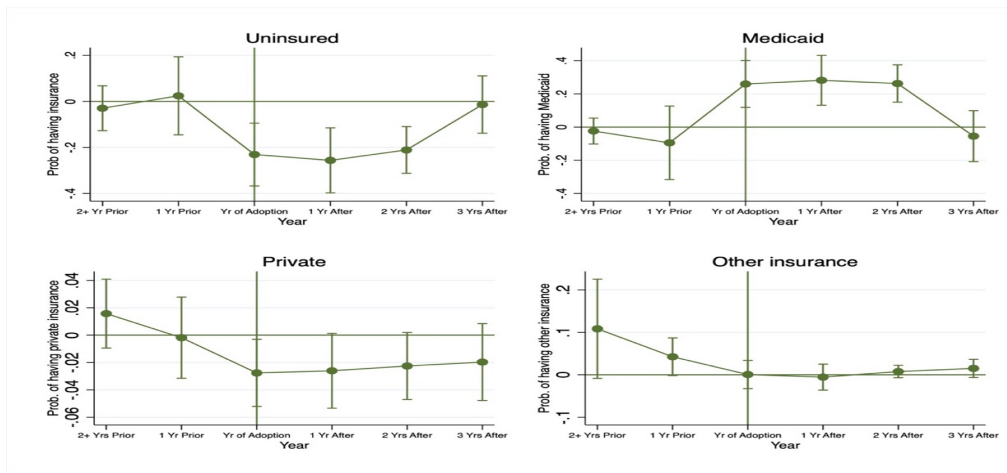 Uninsured
Prob of having Insurance
.2
0
-.2
-.4
2+ Yr Prior 1 Yr Prior Yr of Adoption 1 Yr After 2 Yrs After 3 Yrs After
Year
Medicaid
Prob. of having Medicaid
.4
.2
0
-.2
-.4
2+ Yrs Prior 1 Yr Prior Yr of Adoption 1 Yr After 2 Yrs After 3 Yrs After
Year
Private
Prob. of having private insurance
.04
.02
0
-.02
-.04
-.06
2+ Yrs Prior 1 Yr Prior Yr of Adoption 1 Yrs After 2 Yrs After 3 Yrs After
Year
Other insurance
Prob. of having other insurance
.2
.1
0
-.1
2+ Yrs Prior 1 Yr Prior Yr of Adoption 1 Yr After 2 Yrs After 3 Yrs After
Year